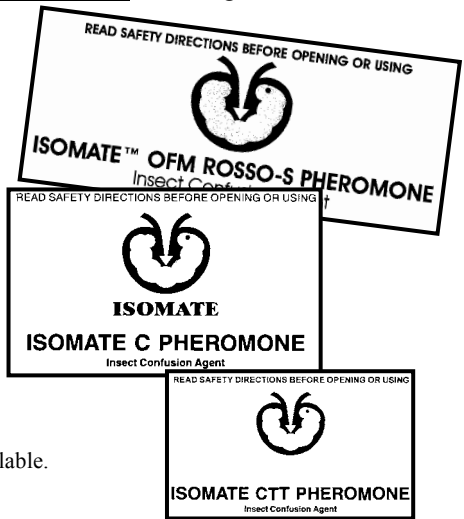 READ SAFETY DIRECTIONS BEFORE OPENING OR USING
ISOMATE™ OFM ROSSO-S PHEROMONE
Insect
READ SAFETY DIRECTIONS BEFORE OPENING OR USING
ISOMATE
ISOMATE C PHEROMONE
Insect Confusion Agent
READ SAFETY DIRECTIONS BEFORE OPENING OR USING
lable.
ISOMATE CTT PHEROMONE
Insect Confusion Agent